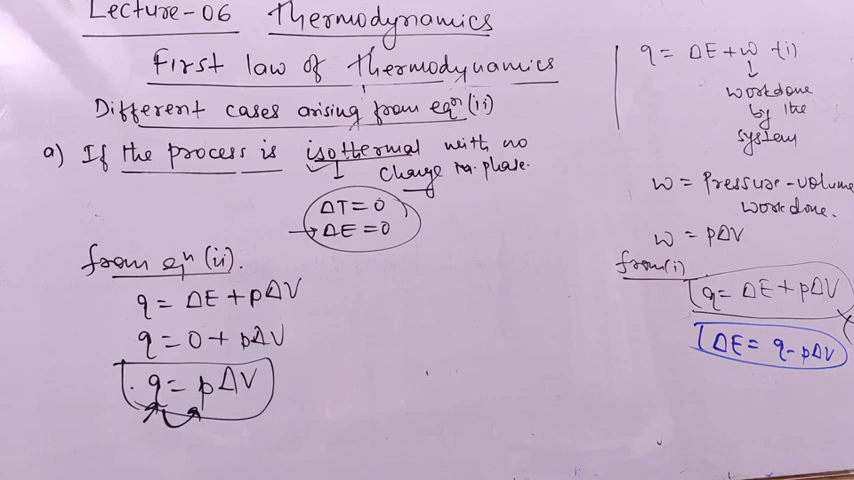 Lecture-06 Thermodynamics
First law of Thermodynamics
Different cases arising from eqⁿ(ii)
a) If the process is isothermal with no
change in phase.
ΔT=0
ΔE=0
from eqⁿ (ii).
q = ΔE + pΔV
q = 0 + pΔV
q = pΔV
q = ΔE + w -(i)
workdone
by the
system
w = Pressure-volume
workdone.
w = pΔV
from(i)
q = ΔE + pΔV
ΔE = q - pΔV